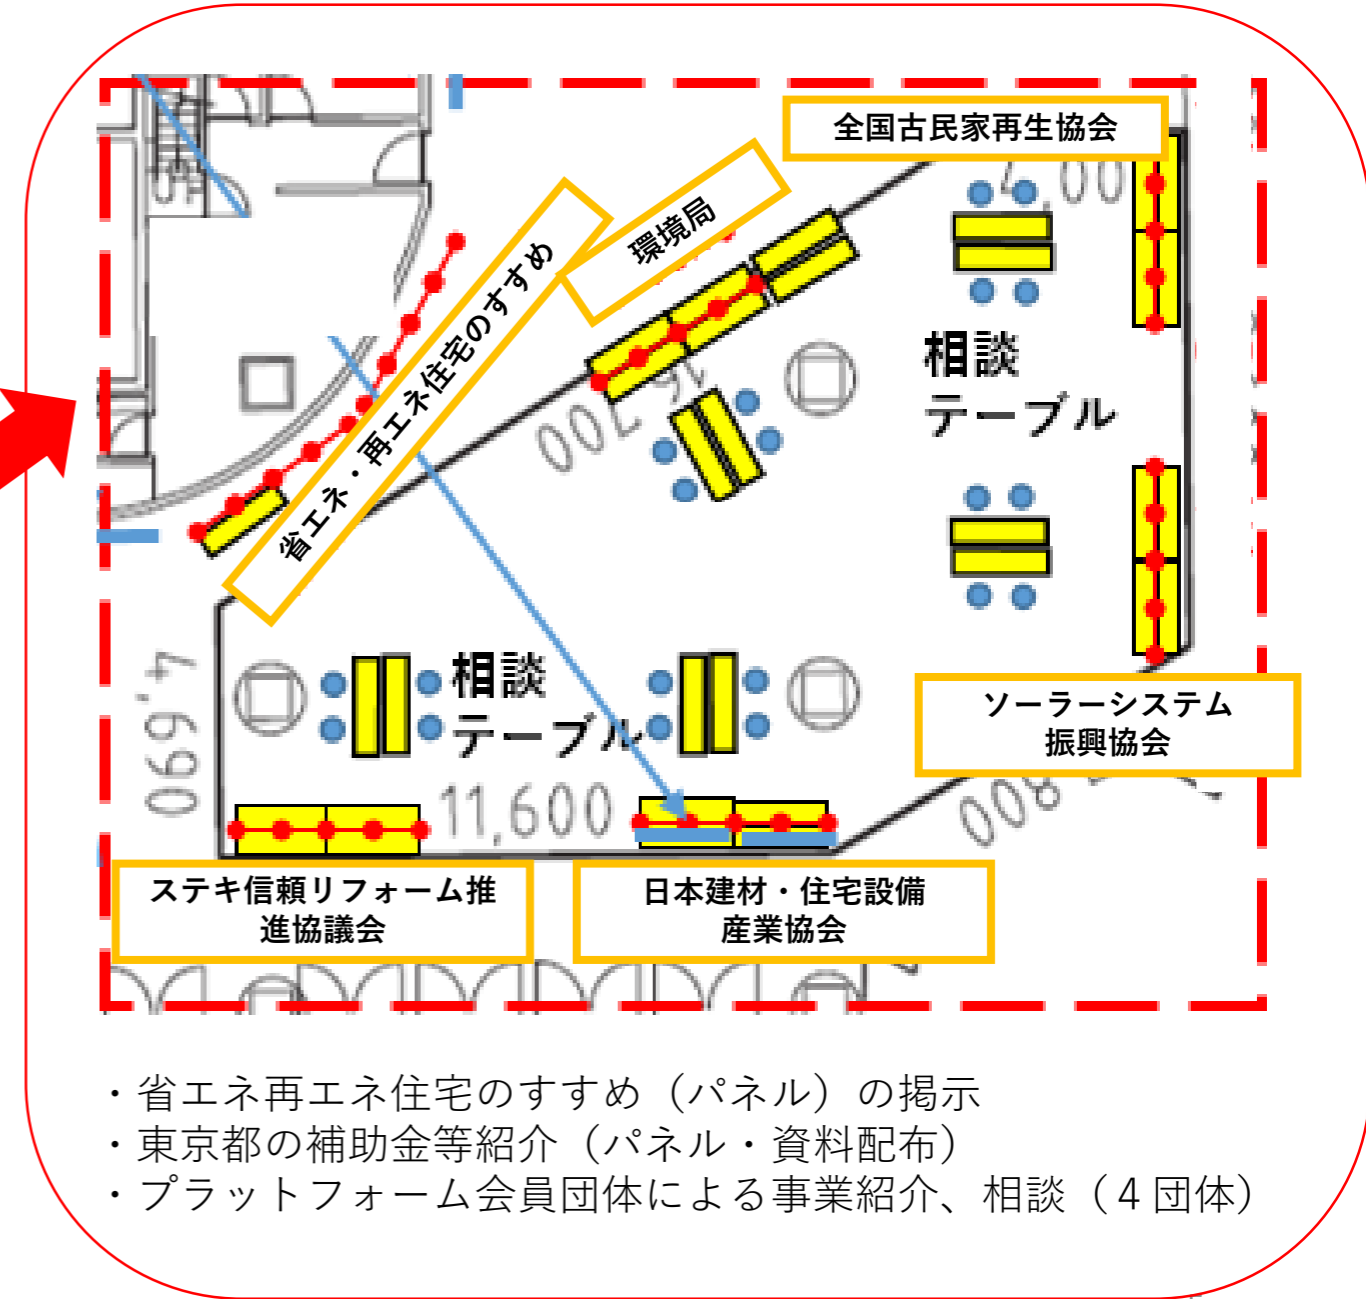 全国古民家再生協会
環境局
省エネ・再エネ住宅のすすめ
相談
テーブル
相談
テーブル
4,690
11,600
ソーラーシステム
振興協会
ステキ信頼リフォーム推
進協議会
日本建材・住宅設備
産業協会
・省エネ再エネ住宅のすすめ（パネル）の掲示
・東京都の補助金等紹介（パネル・資料配布）
・プラットフォーム会員団体による事業紹介、相談（４団体）